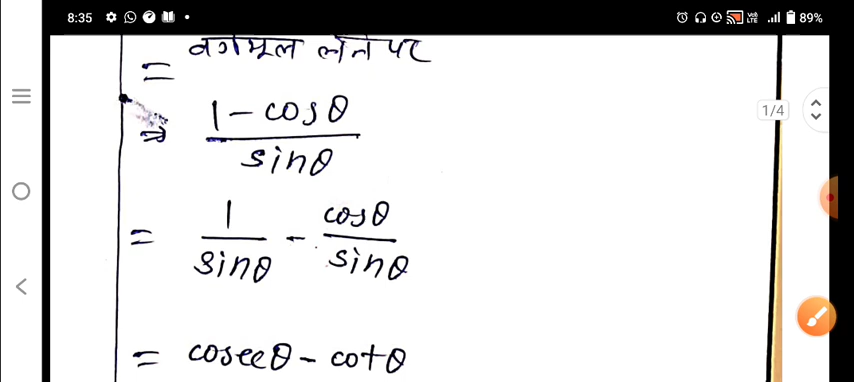 8:35 89%
वर्गमूल लेने पर
=
⇒ (1 - cosθ)/sinθ
1/4
= 1/sinθ - cosθ/sinθ
= cosecθ - cotθ